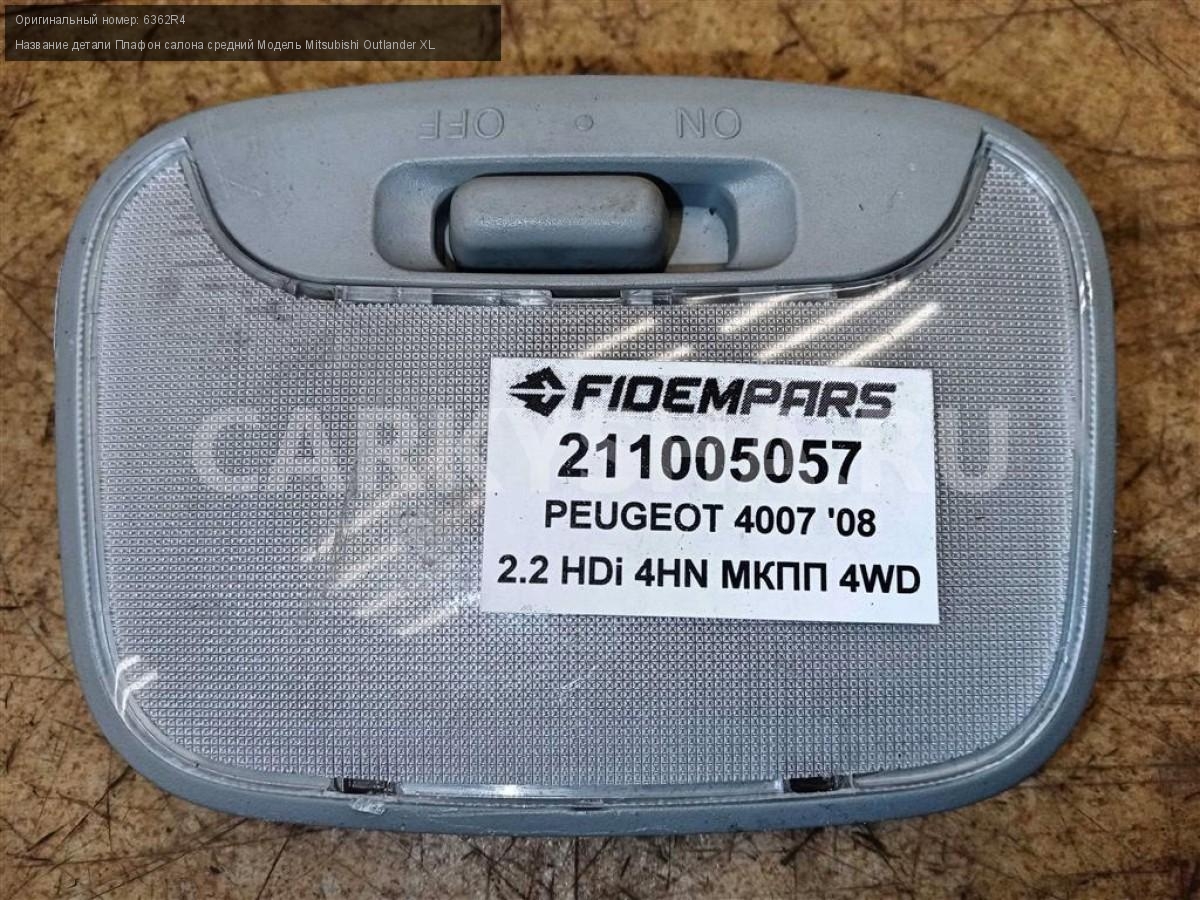 Оригинальный номер: 6362R4
Название детали Плафон салона средний Модель Mitsubishi Outlander XL
OFF • ON
FIDEMPARS
211005057
PEUGEOT 4007 '08
2.2 HDi 4HN МКПП 4WD